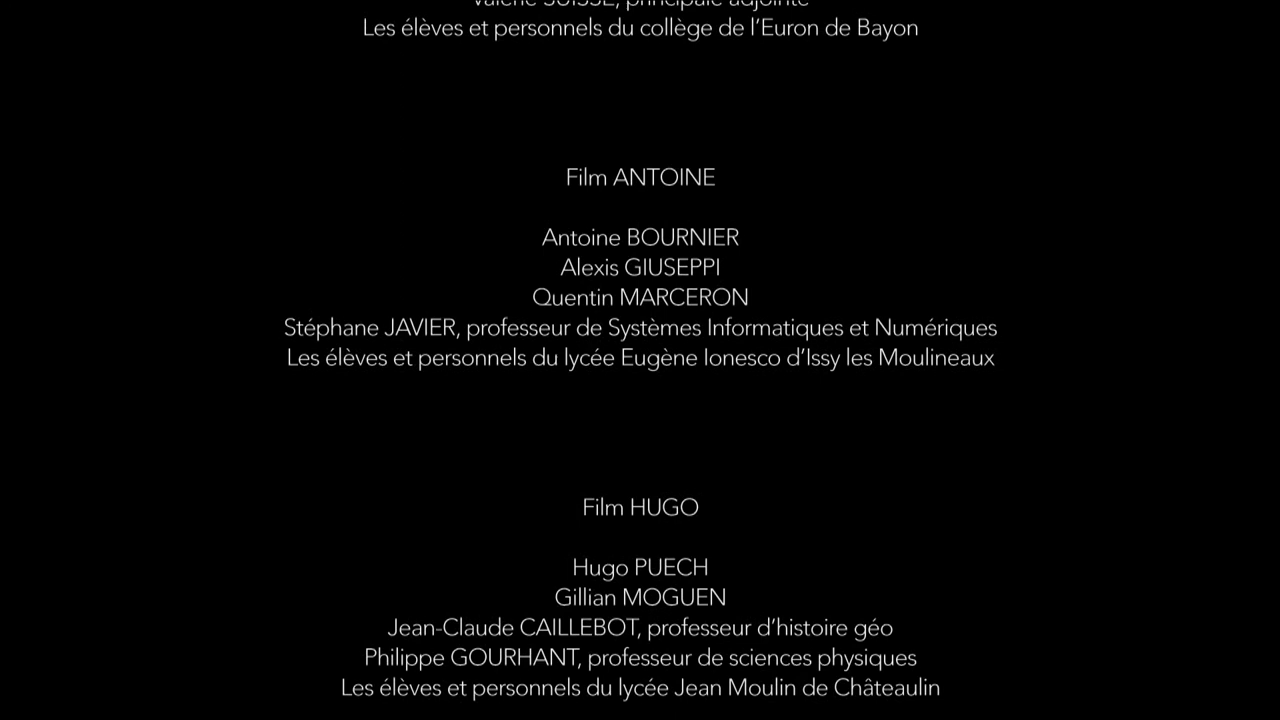 Valérie SUISSE, principale adjointe
Les élèves et personnels du collège de l’Euron de Bayon
Film ANTOINE
Antoine BOURNIER
Alexis GIUSEPPI
Quentin MARCERON
Stéphane JAVIER, professeur de Systèmes Informatiques et Numériques
Les élèves et personnels du lycée Eugène Ionesco d’Issy les Moulineaux
Film HUGO
Hugo PUECH
Gillian MOGUEN
Jean-Claude CAILLEBOT, professeur d’histoire géo
Philippe GOURHANT, professeur de sciences physiques
Les élèves et personnels du lycée Jean Moulin de Châteaulin